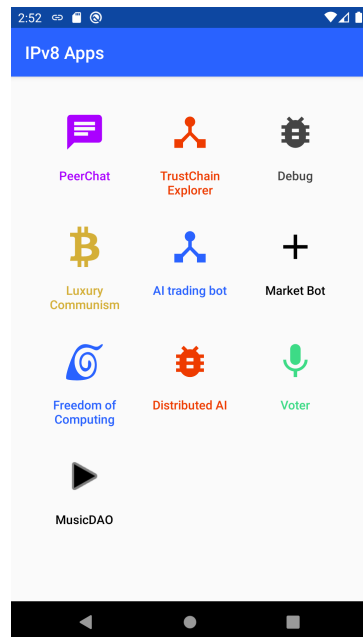 2:52
IPv8 Apps
PeerChat
TrustChain
Explorer
Debug
Luxury
Communism
AI trading bot
Market Bot
Freedom of
Computing
Distributed AI
Voter
MusicDAO